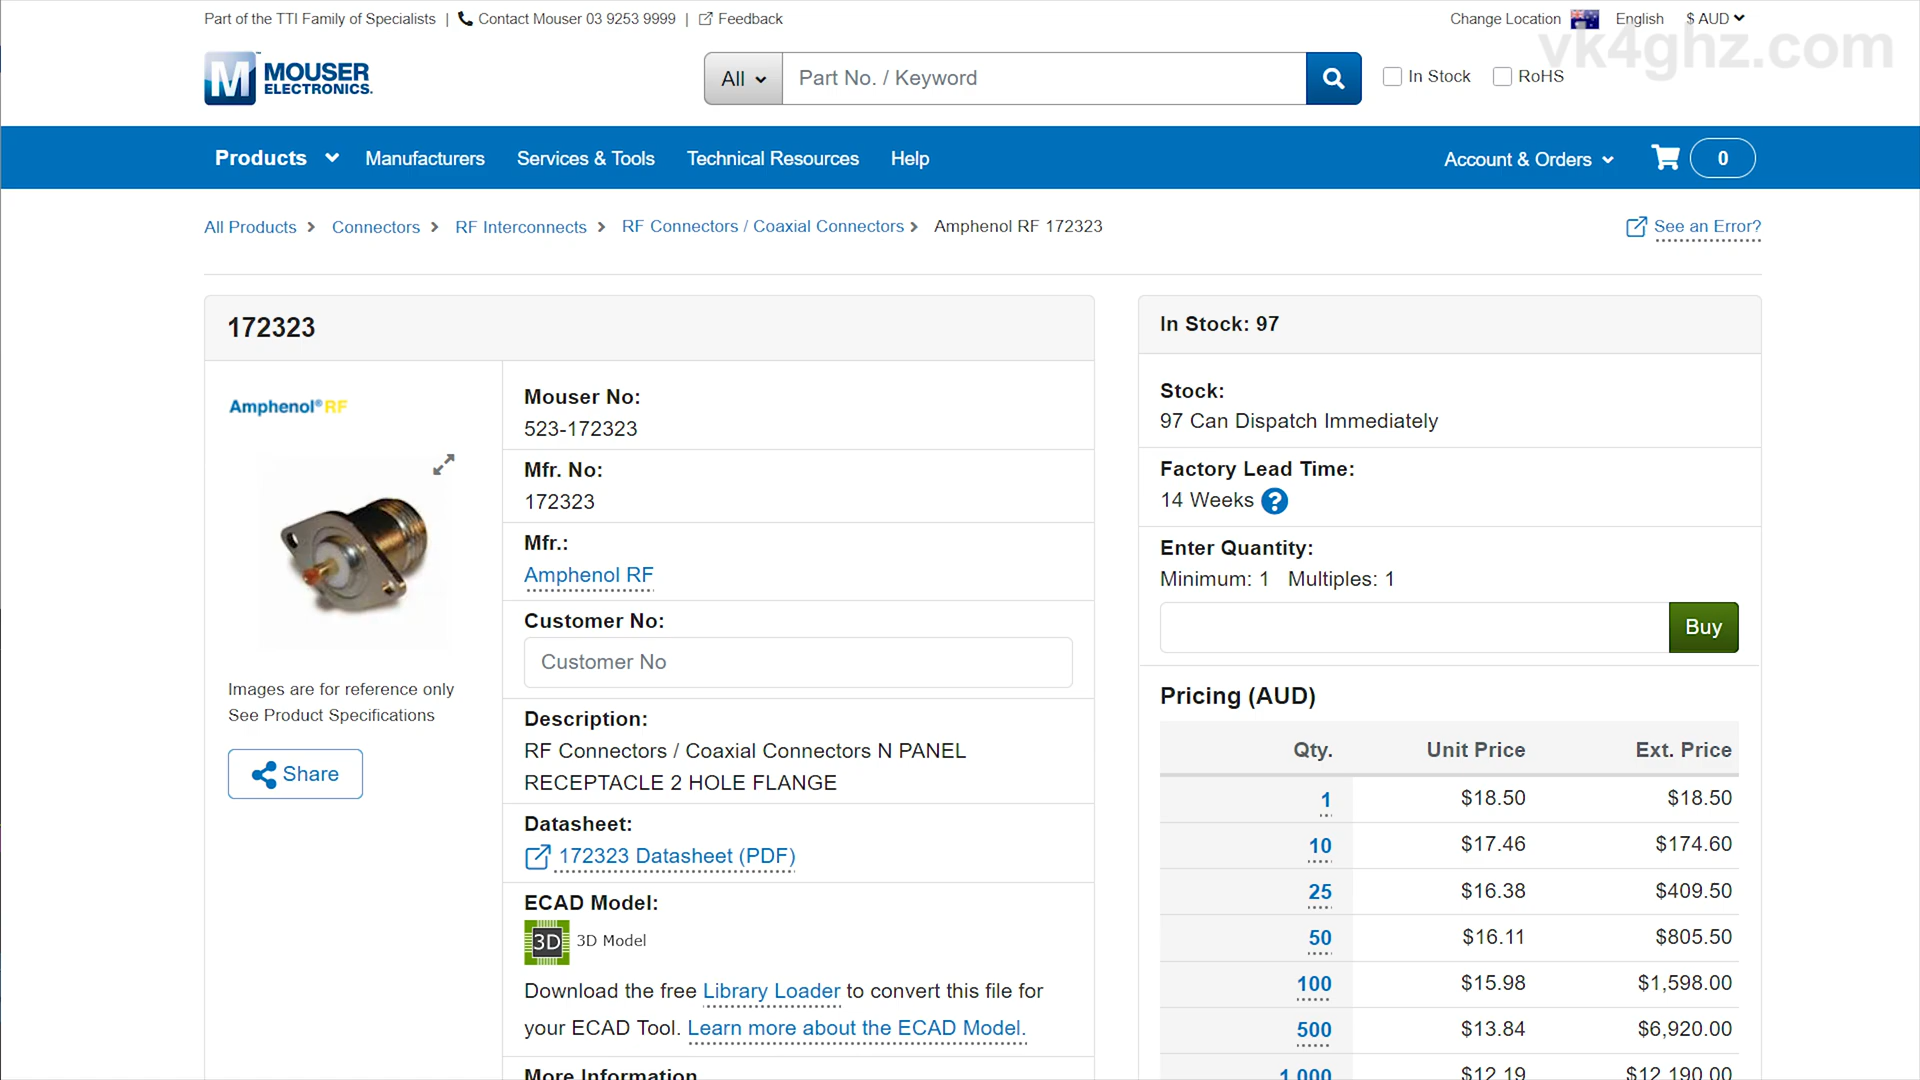 Part of the TTI Family of Specialists | Contact Mouser 03 9253 9999 | Feedback
Change Location English $ AUD
vk4ghz.com
M MOUSER
ELECTRONICS.
All Part No. / Keyword
In Stock RoHS
Products Manufacturers Services & Tools Technical Resources Help
Account & Orders 0
All Products Connectors RF Interconnects RF Connectors / Coaxial Connectors Amphenol RF 172323
See an Error?
172323
Amphenol® RF
Images are for reference only
See Product Specifications
Share
Mouser No:
523-172323
Mfr. No:
172323
Mfr.:
Amphenol RF
Customer No:
Customer No
Description:
RF Connectors / Coaxial Connectors N PANEL
RECEPTACLE 2 HOLE FLANGE
Datasheet:
172323 Datasheet (PDF)
ECAD Model:
3D 3D Model
Download the free Library Loader to convert this file for
your ECAD Tool. Learn more about the ECAD Model.
More Information
In Stock: 97
Stock:
97 Can Dispatch Immediately
Factory Lead Time:
14 Weeks ?
Enter Quantity:
Minimum: 1 Multiples: 1
Buy
Pricing (AUD)
Qty. Unit Price Ext. Price
1 $18.50 $18.50
10 $17.46 $174.60
25 $16.38 $409.50
50 $16.11 $805.50
100 $15.98 $1,598.00
500 $13.84 $6,920.00
1,000 $12.19 $12,190.00